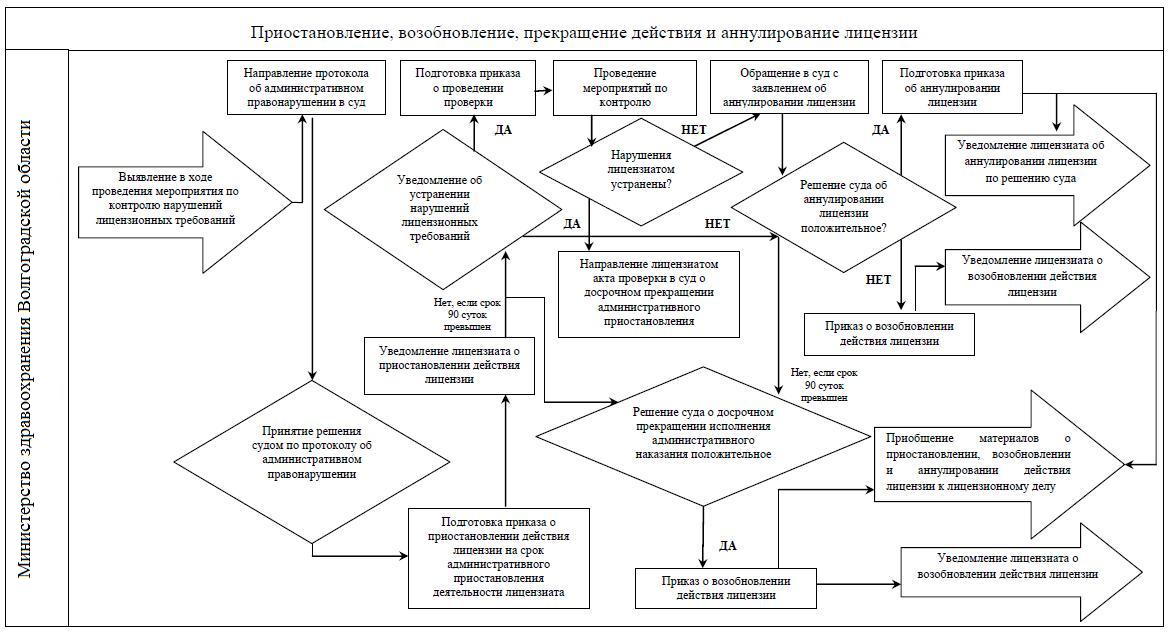 Приостановление, возобновление, прекращение действия и аннулирование лицензии
Министерство здравоохранения Волгоградской области
Направление протокола
об административном
правонарушении в суд
Подготовка приказа
о проведении
проверки
Проведение
мероприятий по
контролю
Обращение в суд с
заявлением об
аннулировании лицензии
Подготовка приказа
об аннулировании
лицензии
ДА
НЕТ
ДА
Выявление в ходе
проведения мероприятия по
контролю нарушений
лицензионных требований
Уведомление об
устранении
нарушений
лицензионных
требований
Нарушения
лицензиатом
устранены?
Решение суда об
аннулировании
лицензии
положительное?
Уведомление лицензиата об
аннулировании лицензии
по решению суда
ДА
НЕТ
Направление лицензиатом
акта проверки в суд о
досрочном прекращении
административного
приостановления
НЕТ
Уведомление лицензиата о
возобновлении действия
лицензии
Нет, если срок
90 суток
превышен
Приказ о возобновлении
действия лицензии
Уведомление лицензиата о
приостановлении действия
лицензии
Нет, если срок
90 суток
превышен
Принятие решения
судом по протоколу об
административном
правонарушении
Решение суда о досрочном
прекращении исполнения
административного
наказания положительное
Приобщение материалов о
приостановлении, возобновлении
и аннулировании действия
лицензии к лицензионному делу
Подготовка приказа о
приостановлении действия
лицензии на срок
административного
приостановления
деятельности лицензиата
ДА
Приказ о возобновлении
действия лицензии
Уведомление лицензиата о
возобновлении действия лицензии